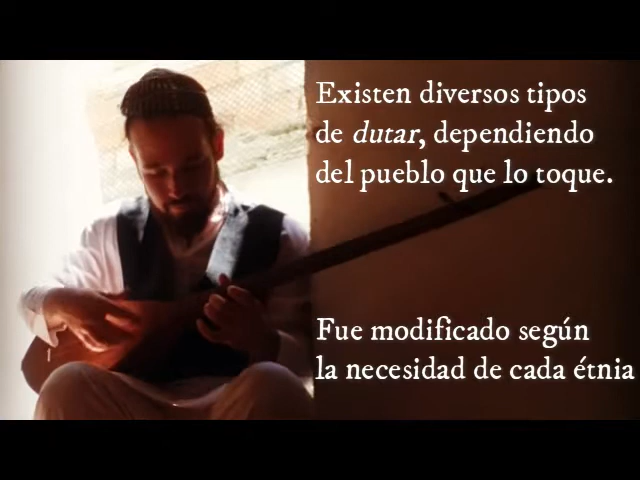 Existen diversos tipos
de dutar, dependiendo
del pueblo que lo toque.
Fue modificado según
la necesidad de cada étnia